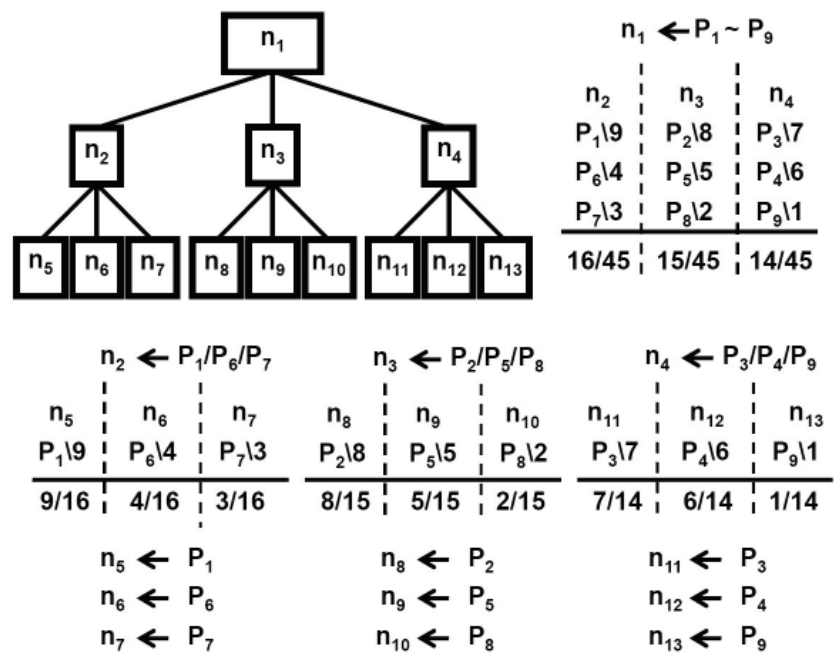 n₁
n₂ n₃ n₄
n₅ n₆ n₇ n₈ n₉ n₁₀ n₁₁ n₁₂ n₁₃
n₁ ← P₁ ~ P₉
n₂ n₃ n₄
P₁\9 P₂\8 P₃\7
P₆\4 P₅\5 P₄\6
P₇\3 P₈\2 P₉\1
16/45 15/45 14/45
n₂ ← P₁/P₆/P₇
n₅ n₆ n₇
P₁\9 P₆\4 P₇\3
9/16 4/16 3/16
n₅ ← P₁
n₆ ← P₆
n₇ ← P₇
n₃ ← P₂/P₅/P₈
n₈ n₉ n₁₀
P₂\8 P₅\5 P₈\2
8/15 5/15 2/15
n₈ ← P₂
n₉ ← P₅
n₁₀ ← P₈
n₄ ← P₃/P₄/P₉
n₁₁ n₁₂ n₁₃
P₃\7 P₄\6 P₉\1
7/14 6/14 1/14
n₁₁ ← P₃
n₁₂ ← P₄
n₁₃ ← P₉